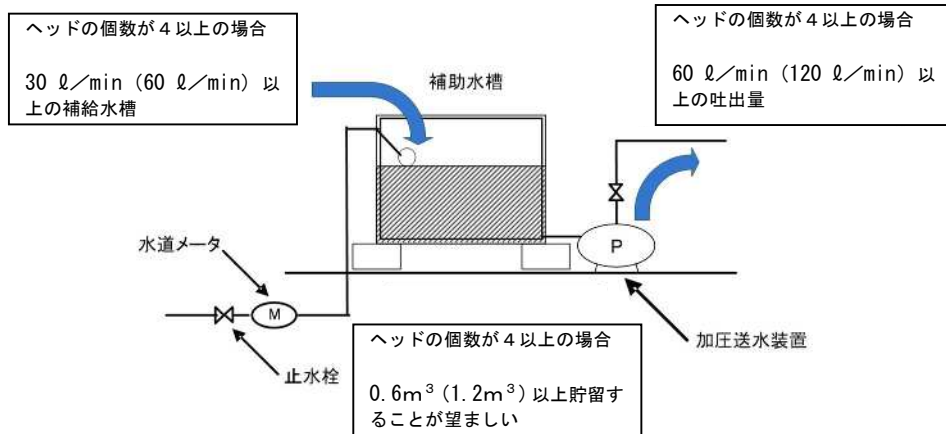 ヘッドの個数が4以上の場合
30 ℓ/min (60 ℓ/min) 以
上の補給水槽
補助水槽
ヘッドの個数が4以上の場合
60 ℓ/min (120 ℓ/min) 以
上の吐出量
P
水道メータ
M
止水栓
ヘッドの個数が4以上の場合
0.6m³(1.2m³)以上貯留す
ることが望ましい
加圧送水装置